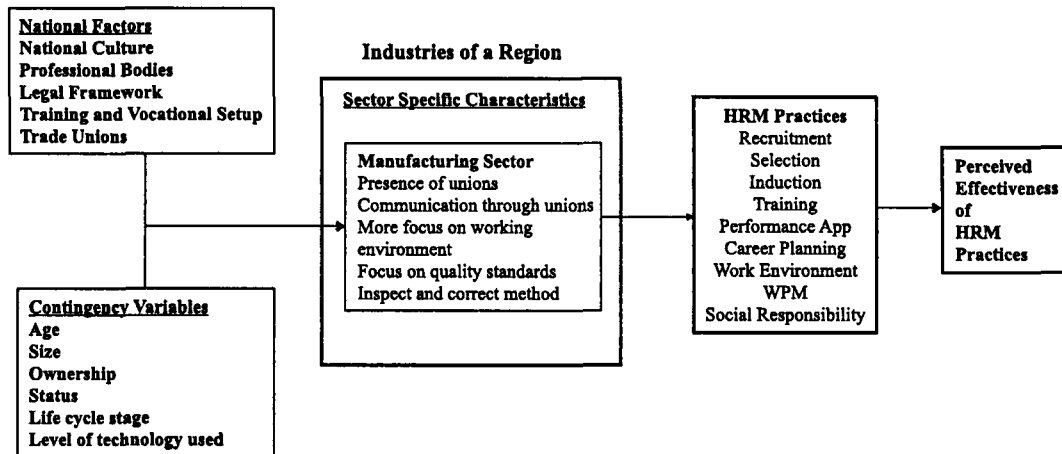 National Factors
National Culture
Professional Bodies
Legal Framework
Training and Vocational Setup
Trade Unions
Contingency Variables
Age
Size
Ownership
Status
Life cycle stage
Level of technology used
Industries of a Region
Sector Specific Characteristics
Manufacturing Sector
Presence of unions
Communication through unions
More focus on working
environment
Focus on quality standards
Inspect and correct method
HRM Practices
Recruitment
Selection
Induction
Training
Performance App
Career Planning
Work Environment
WPM
Social Responsibility
Perceived
Effectiveness
of
HRM
Practices